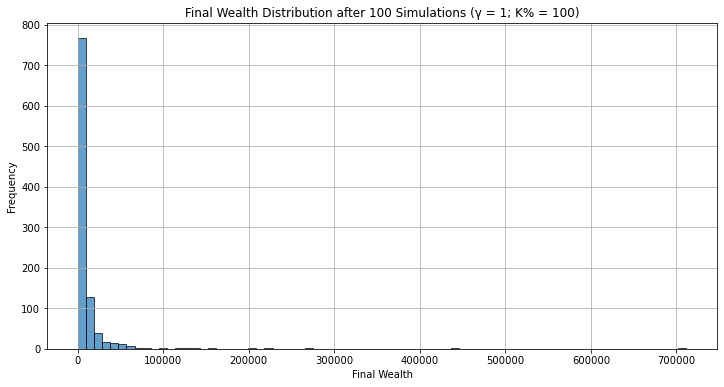 Final Wealth Distribution after 100 Simulations (γ = 1; K% = 100)
800
700
600
500
400
300
200
100
0
Frequency
0 100000 200000 300000 400000 500000 600000 700000
Final Wealth